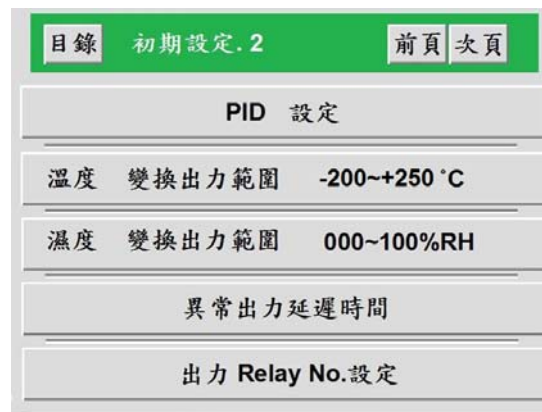 目錄 初期設定.2 前頁 次頁
PID 設定
溫度 變換出力範圍 -200~+250 °C
濕度 變換出力範圍 000~100%RH
異常出力延遲時間
出力 Relay No.設定